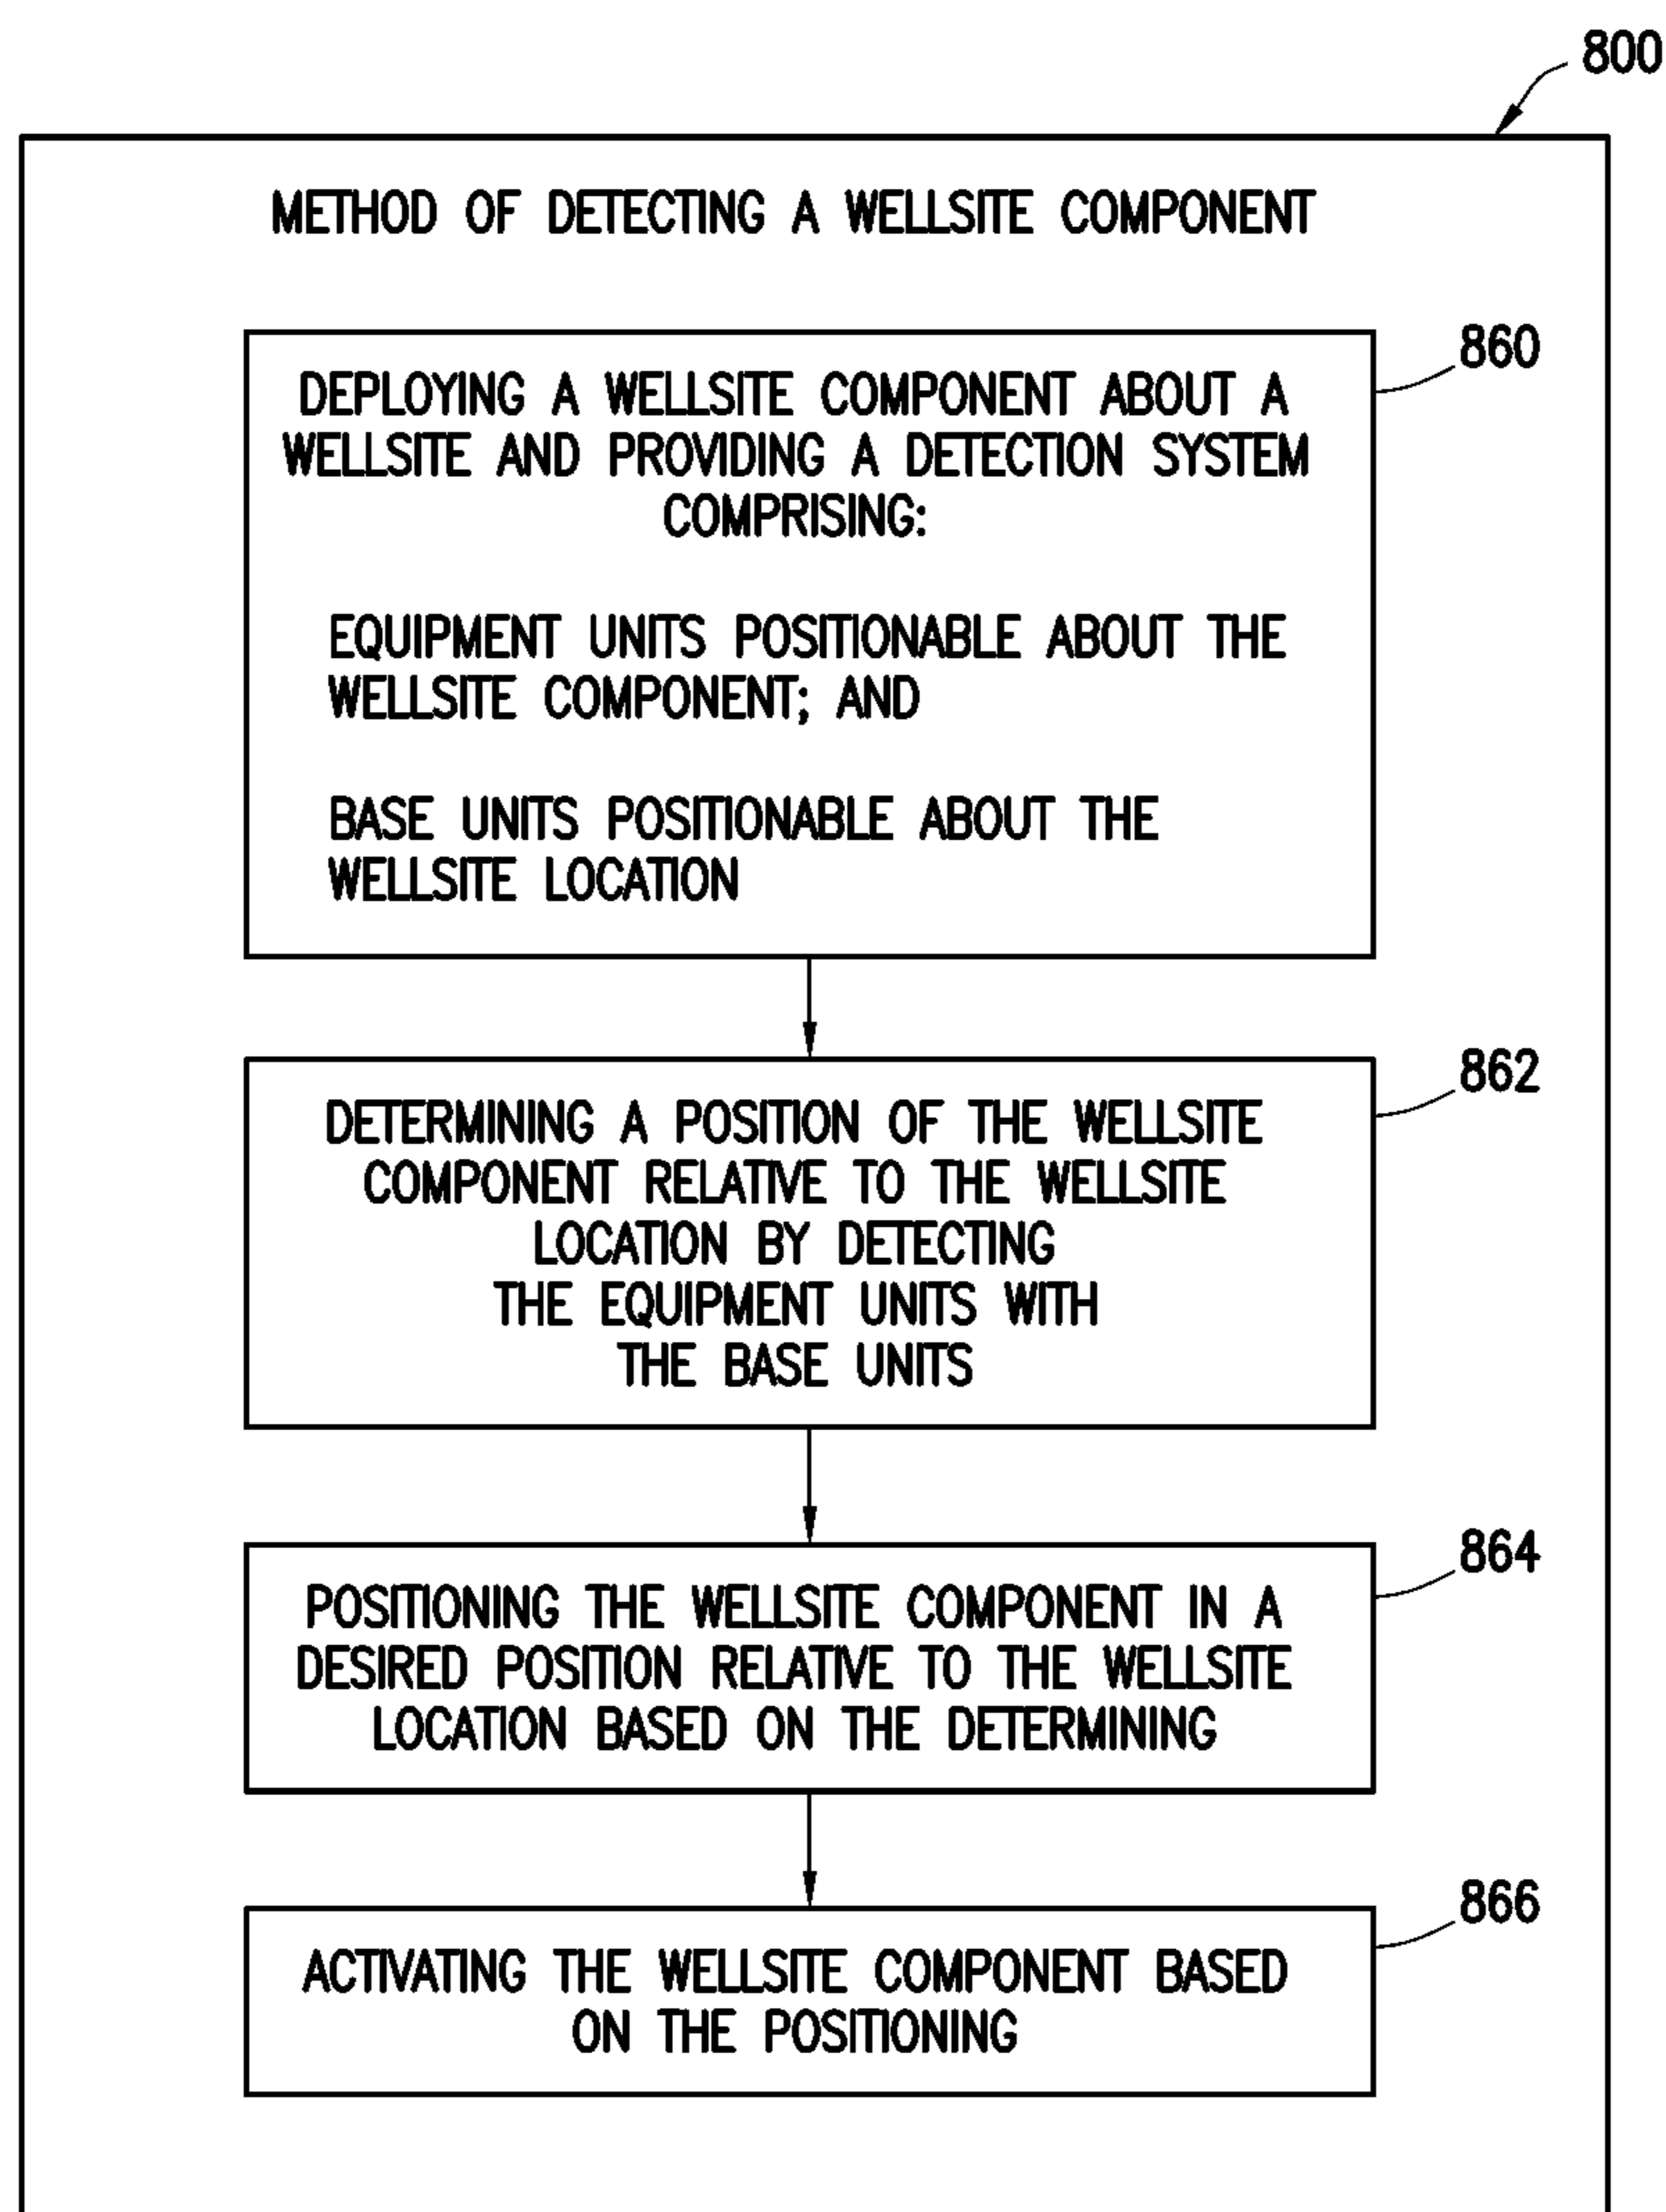 800
METHOD OF DETECTING A WELLSITE COMPONENT
860
DEPLOYING A WELLSITE COMPONENT ABOUT A
WELLSITE AND PROVIDING A DETECTION SYSTEM
COMPRISING:
EQUIPMENT UNITS POSITIONABLE ABOUT THE
WELLSITE COMPONENT; AND
BASE UNITS POSITIONABLE ABOUT THE
WELLSITE LOCATION
862
DETERMINING A POSITION OF THE WELLSITE
COMPONENT RELATIVE TO THE WELLSITE
LOCATION BY DETECTING
THE EQUIPMENT UNITS WITH
THE BASE UNITS
864
POSITIONING THE WELLSITE COMPONENT IN A
DESIRED POSITION RELATIVE TO THE WELLSITE
LOCATION BASED ON THE DETERMINING
866
ACTIVATING THE WELLSITE COMPONENT BASED
ON THE POSITIONING